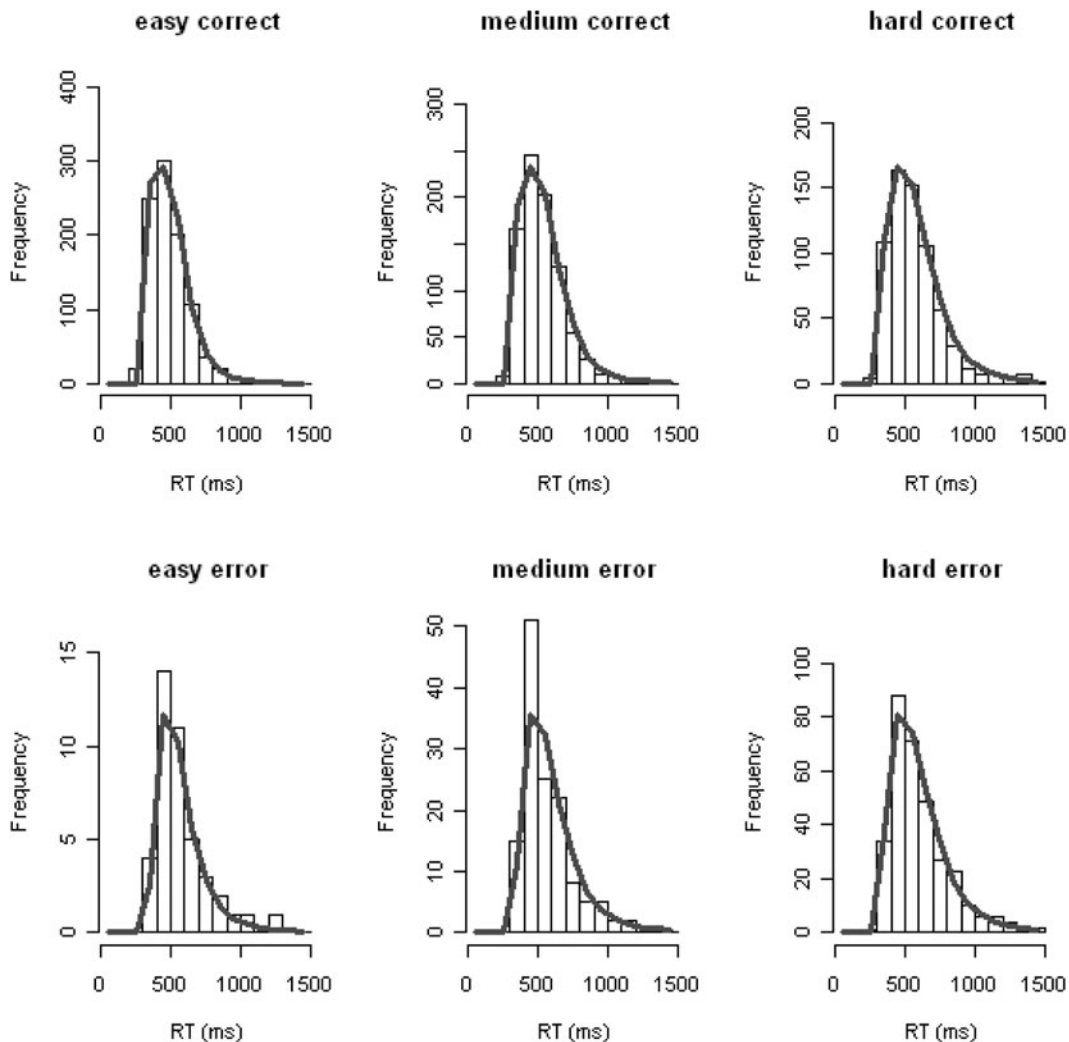 easy correct
Frequency
0 100 200 300 400
0 500 1000 1500
RT (ms)
medium correct
Frequency
0 50 100 200 300
0 500 1000 1500
RT (ms)
hard correct
Frequency
0 50 100 150 200
0 500 1000 1500
RT (ms)
easy error
Frequency
0 5 10 15
0 500 1000 1500
RT (ms)
medium error
Frequency
0 10 20 30 40 50
0 500 1000 1500
RT (ms)
hard error
Frequency
0 20 40 60 80 100
0 500 1000 1500
RT (ms)